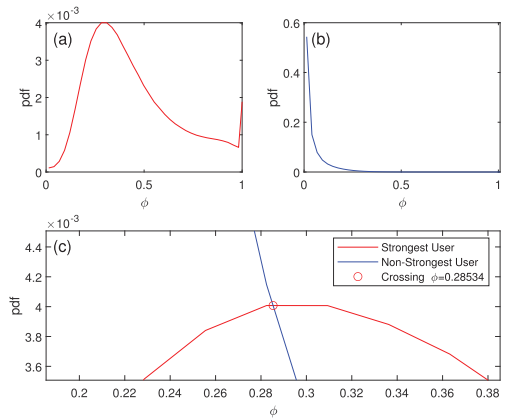 ×10⁻³
(a)
pdf
4
3
2
1
0
0
0.5
1
ϕ
(b)
pdf
0.6
0.4
0.2
0
0
0.5
1
ϕ
×10⁻³
(c)
pdf
4.4
4.2
4
3.8
3.6
Strongest User
Non-Strongest User
Crossing ϕ=0.28534
0.2
0.22
0.24
0.26
0.28
0.3
0.32
0.34
0.36
0.38
ϕ